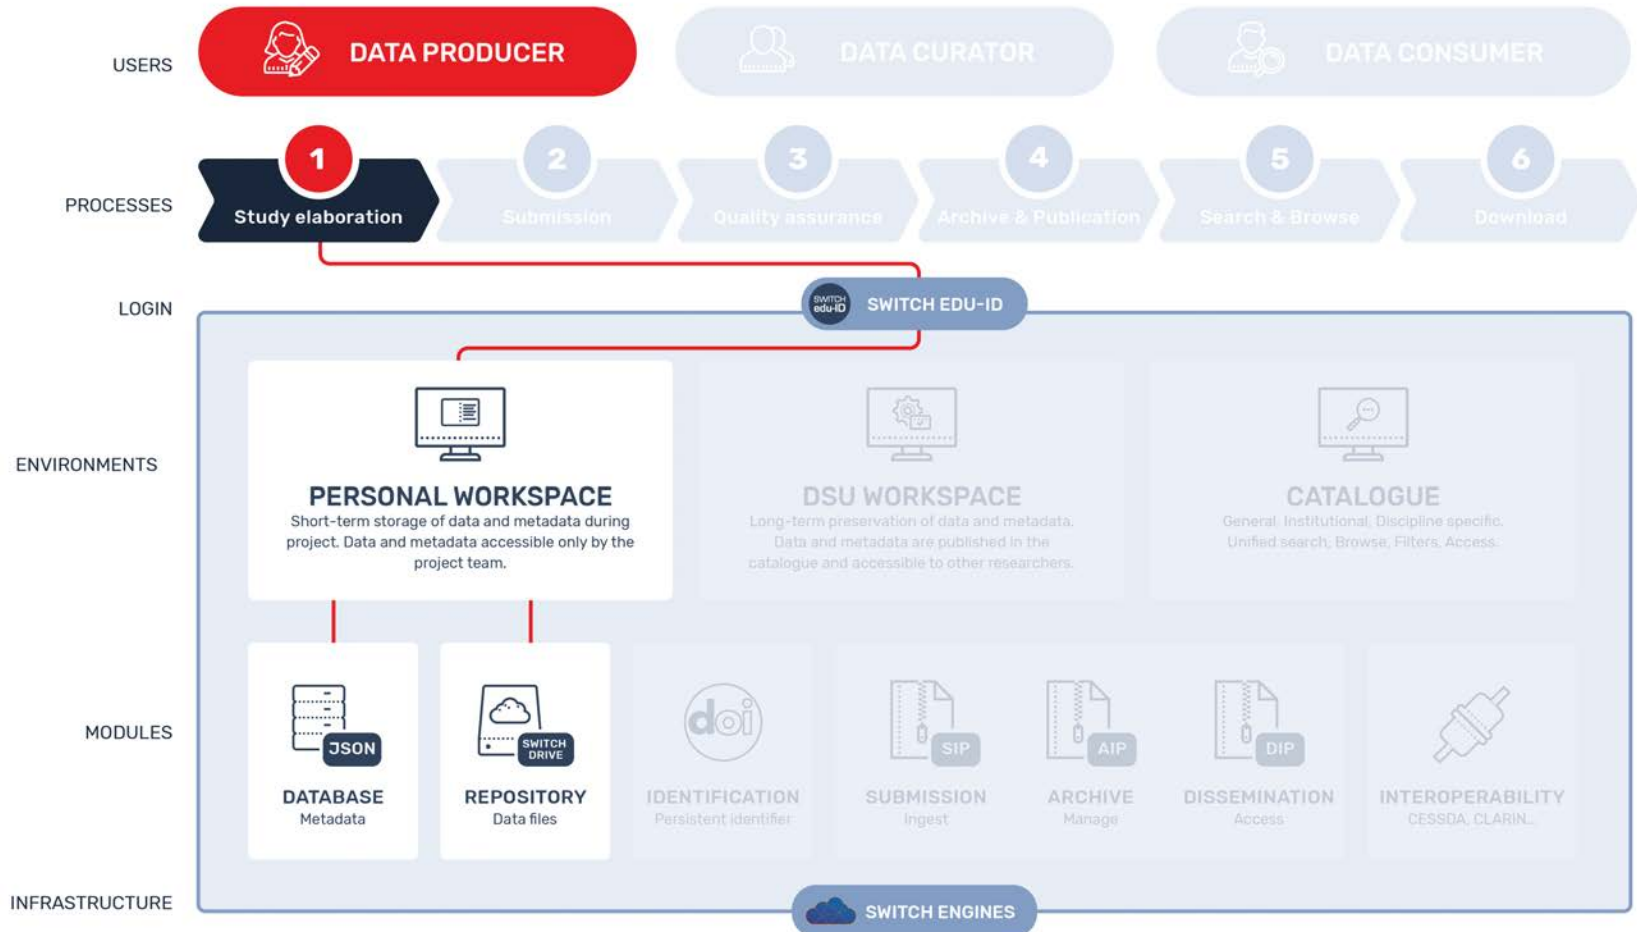 USERS
DATA PRODUCER
DATA CURATOR
DATA CONSUMER
PROCESSES
1
Study elaboration
2
Submission
3
Quality assurance
4
Archive & Publication
5
Search & Browse
6
Download
LOGIN
SWITCH
edu-ID
SWITCH EDU-ID
ENVIRONMENTS
PERSONAL WORKSPACE
Short-term storage of data and metadata during
project. Data and metadata accessible only by the
project team.
DSU WORKSPACE
Long-term preservation of data and metadata.
Data and metadata are published in the
catalogue and accessible to other researchers.
CATALOGUE
General, Institutional, Discipline specific.
Unified search, Browse, Filters, Access.
MODULES
JSON
DATABASE
Metadata
SWITCH
DRIVE
REPOSITORY
Data files
doi
IDENTIFICATION
Persistent identifier
SIP
SUBMISSION
Ingest
AIP
ARCHIVE
Manage
DIP
DISSEMINATION
Access
INTEROPERABILITY
CESSDA, CLARIN...
INFRASTRUCTURE
SWITCH ENGINES